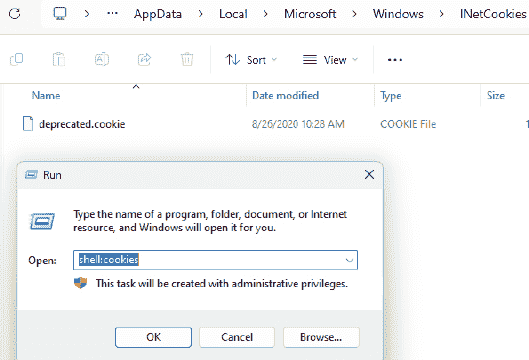 AppData > Local > Microsoft > Windows > INetCookies
Sort View
Name Date modified Type Size
deprecated.cookie 8/26/2020 10:28 AM COOKIE File 1
Run
Type the name of a program, folder, document, or Internet
resource, and Windows will open it for you.
Open: shell:cookies
This task will be created with administrative privileges.
OK Cancel Browse...